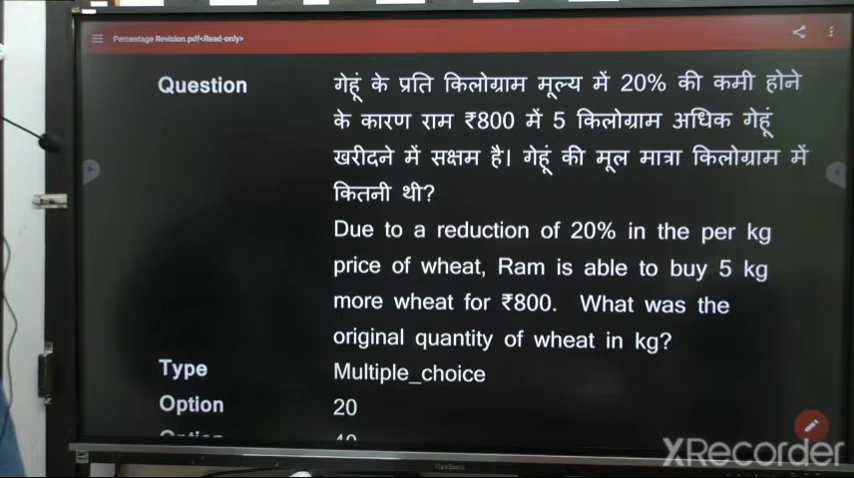 Percentage Revision.pdf<Read-only>
Question
गेहूं के प्रति किलोग्राम मूल्य में 20% की कमी होने
के कारण राम ₹800 में 5 किलोग्राम अधिक गेहूं
खरीदने में सक्षम है। गेहूं की मूल मात्रा किलोग्राम में
कितनी थी?
Due to a reduction of 20% in the per kg
price of wheat, Ram is able to buy 5 kg
more wheat for ₹800. What was the
original quantity of wheat in kg?
Type Multiple_choice
Option 20
ViewSonic
XRecorder